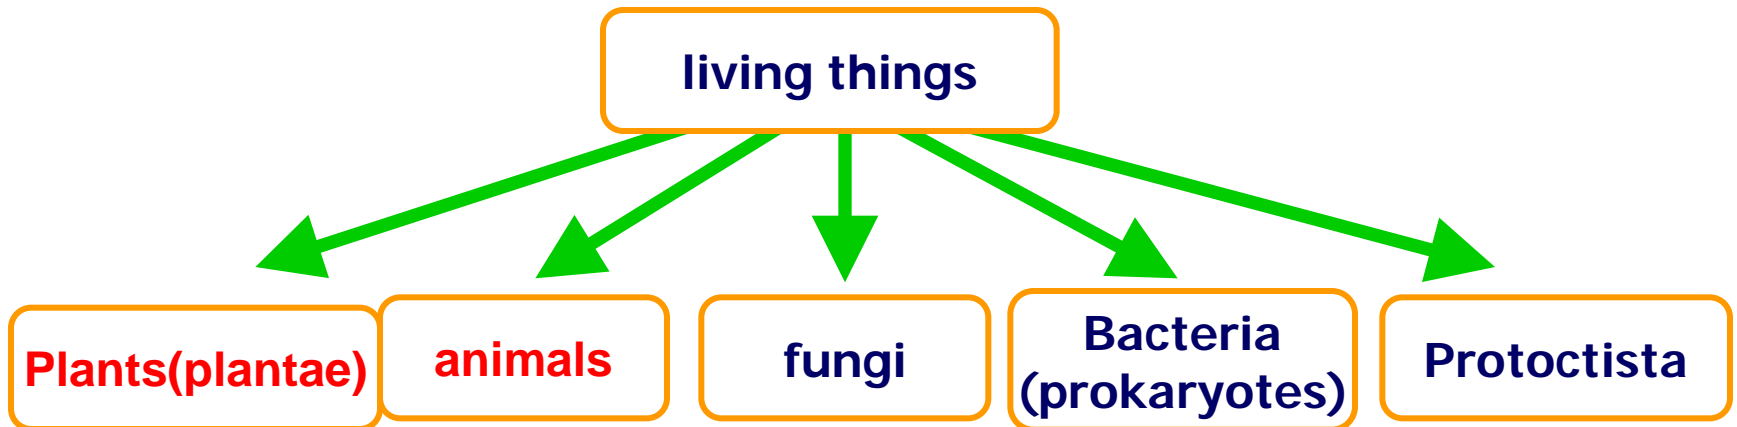 living things
Plants(plantae)
animals
fungi
Bacteria
(prokaryotes)
Protoctista